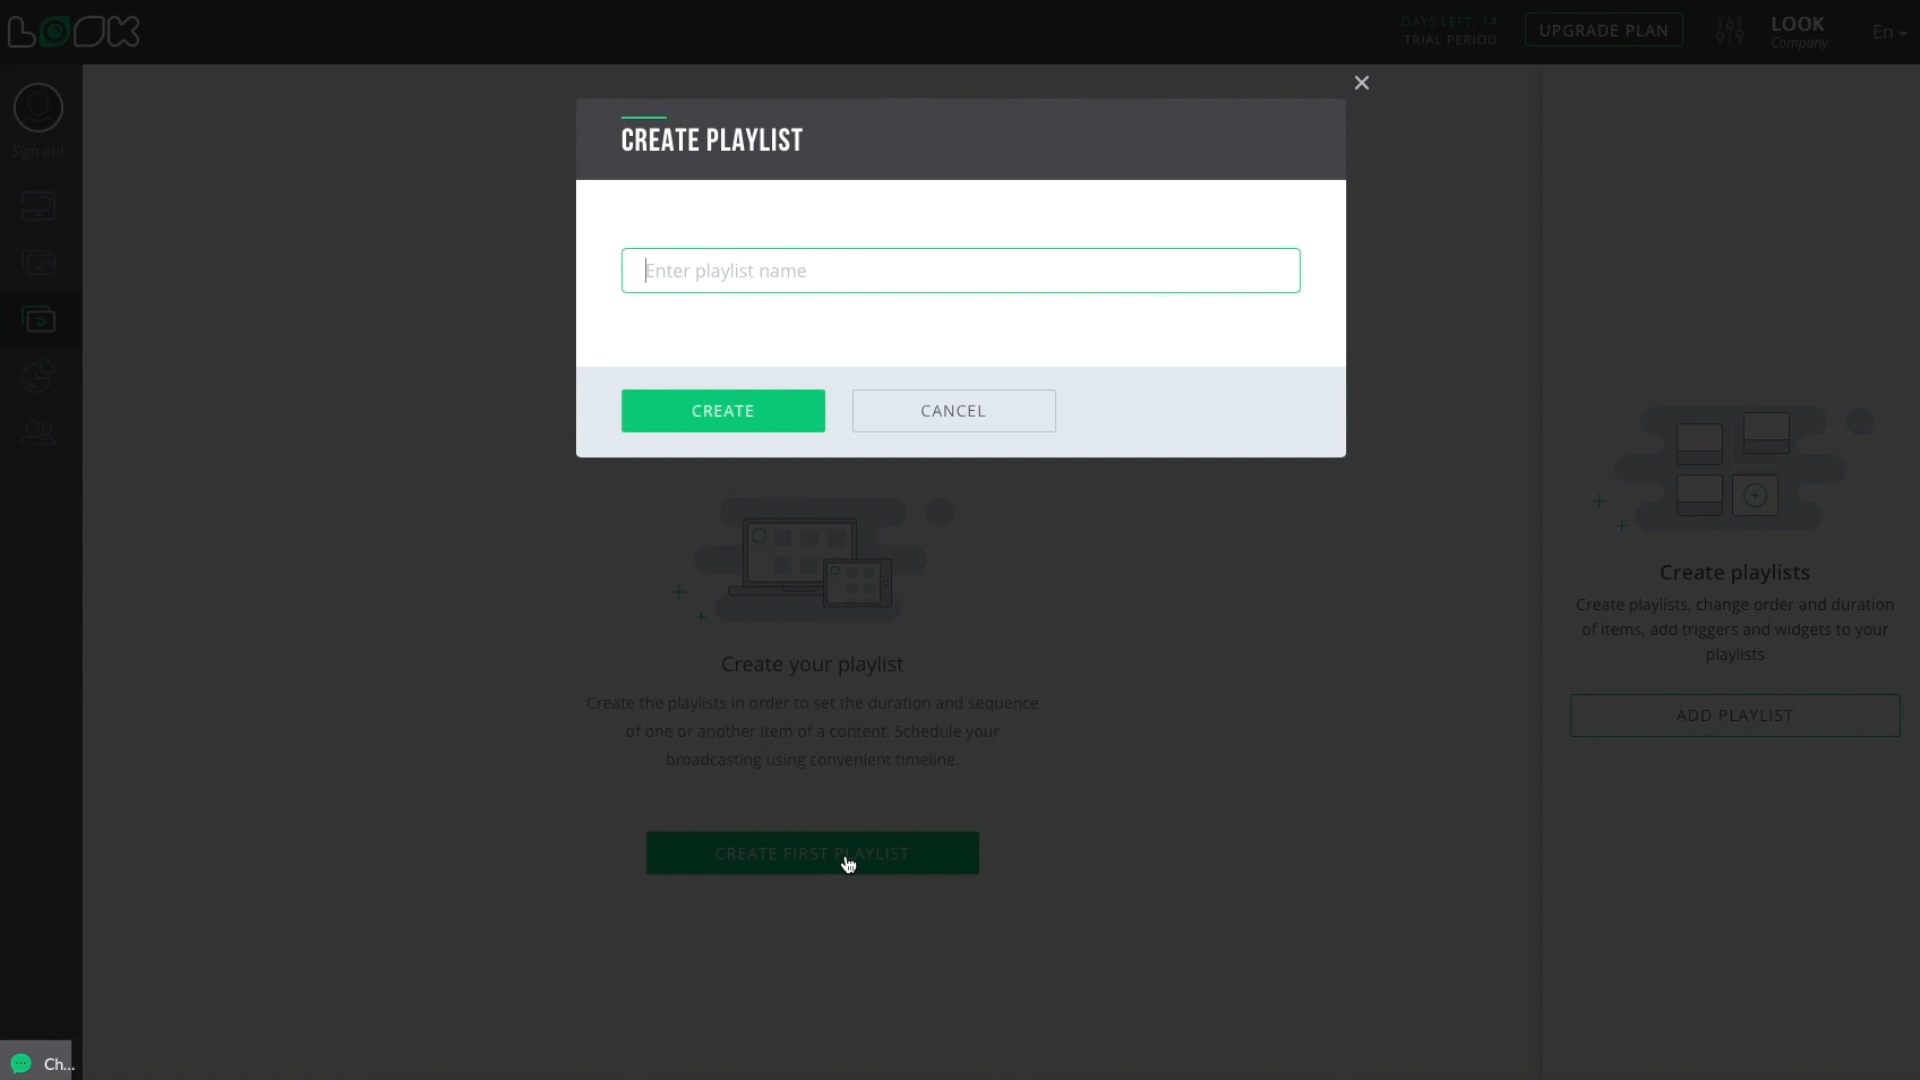 LOOK
DAYS LEFT: 14
TRIAL PERIOD
UPGRADE PLAN
LOOK
Company
En
Sign out
CREATE PLAYLIST
Enter playlist name
CREATE
CANCEL
Create your playlist
Create the playlists in order to set the duration and sequence
of one or another item of a content. Schedule your
broadcasting using convenient timeline.
CREATE FIRST PLAYLIST
Create playlists
Create playlists, change order and duration
of items, add triggers and widgets to your
playlists
ADD PLAYLIST
Ch...